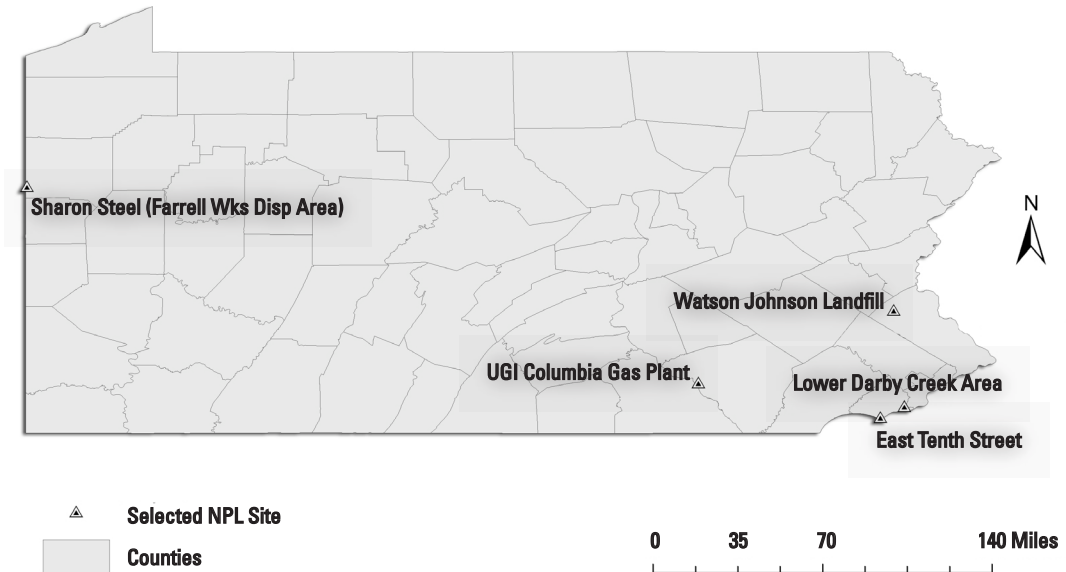 Sharon Steel (Farrell Wks Disp Area)
N
Watson Johnson Landfill
UGI Columbia Gas Plant
Lower Darby Creek Area
East Tenth Street
Selected NPL Site
Counties
0 35 70 140 Miles